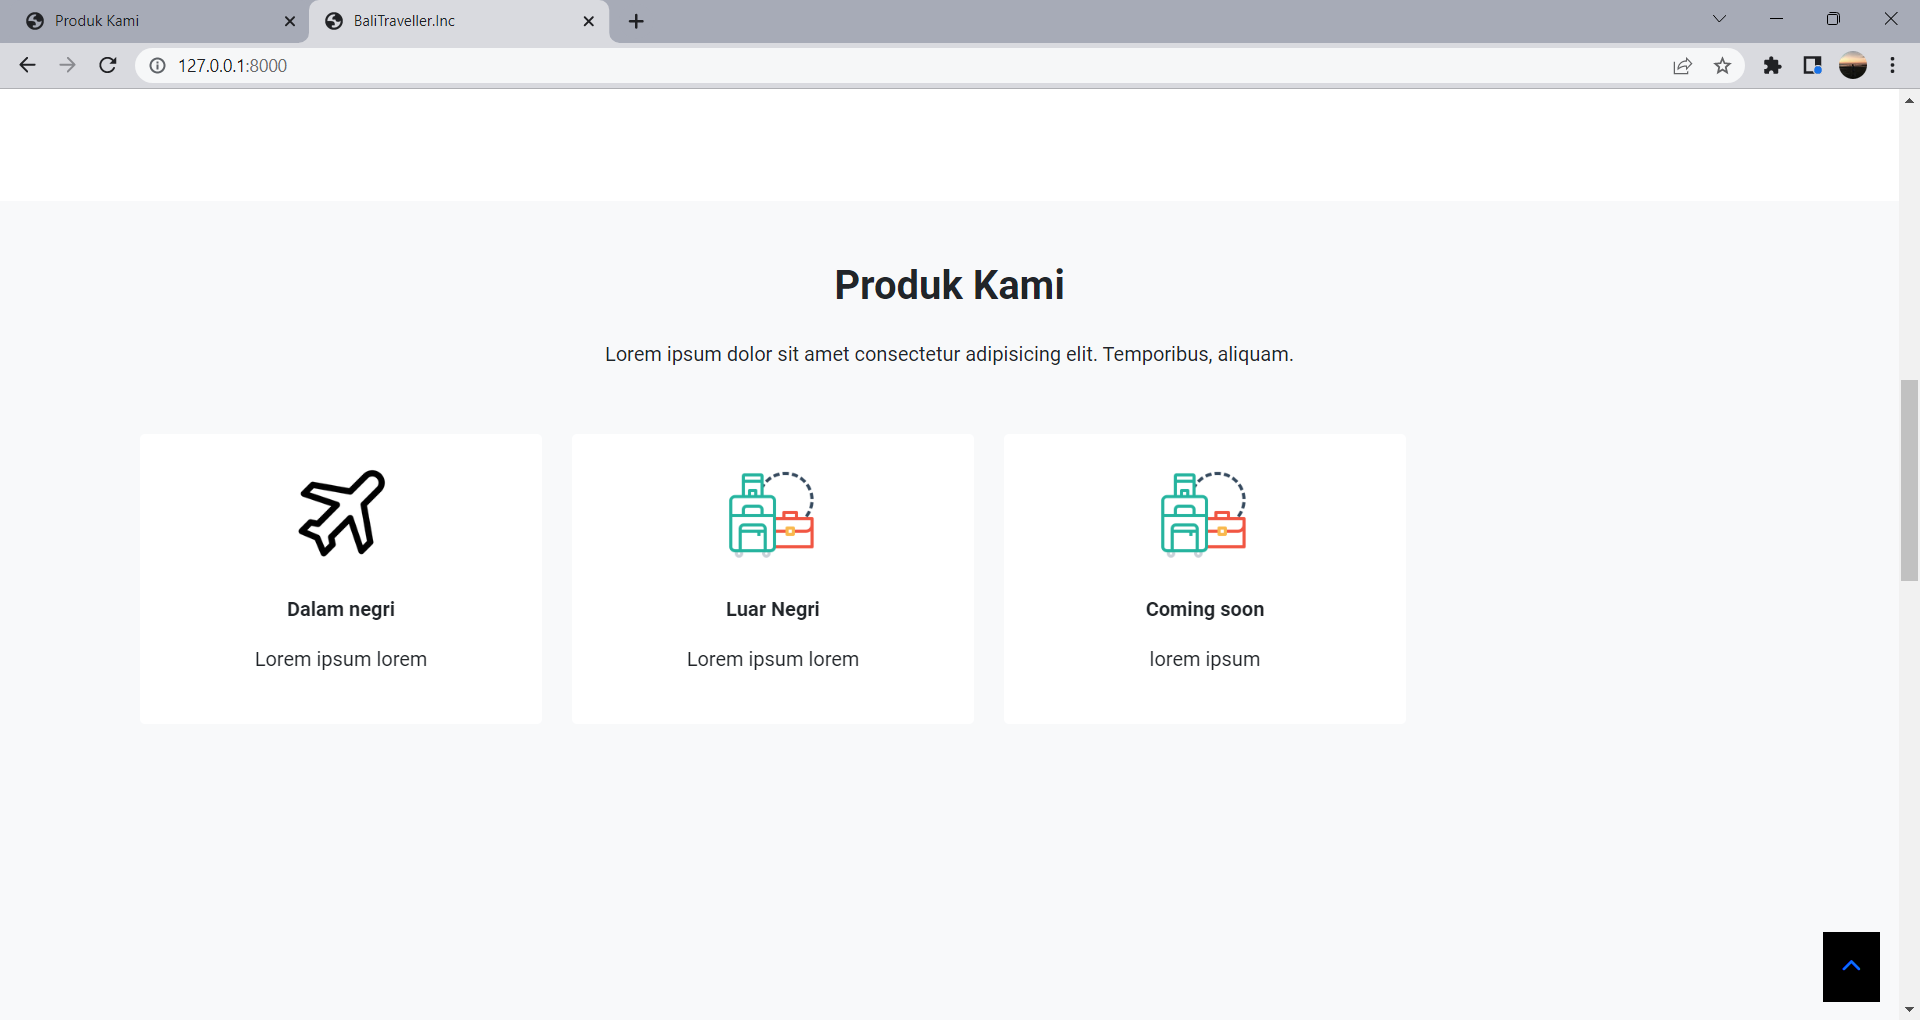 Produk Kami
BaliTraveller.Inc
127.0.0.1:8000
Produk Kami
Lorem ipsum dolor sit amet consectetur adipisicing elit. Temporibus, aliquam.
Dalam negri
Lorem ipsum lorem
Luar Negri
Lorem ipsum lorem
Coming soon
lorem ipsum